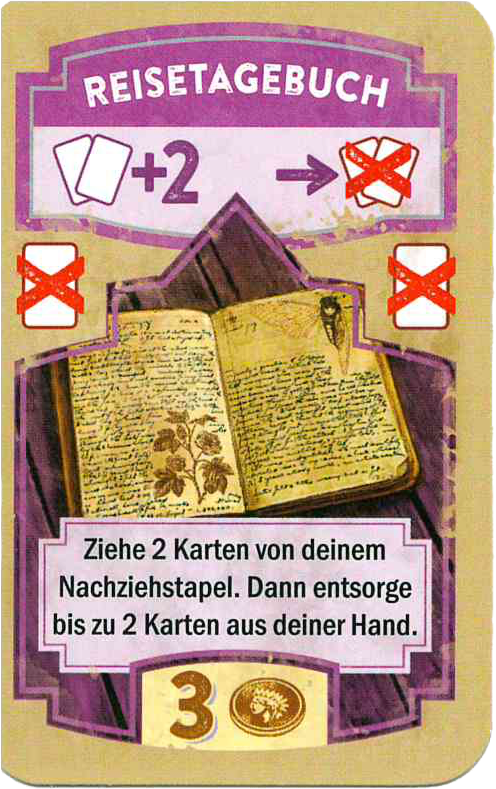 REISETAGEBUCH
+2
Ziehe 2 Karten von deinem
Nachziehstapel. Dann entsorge
bis zu 2 Karten aus deiner Hand.
3